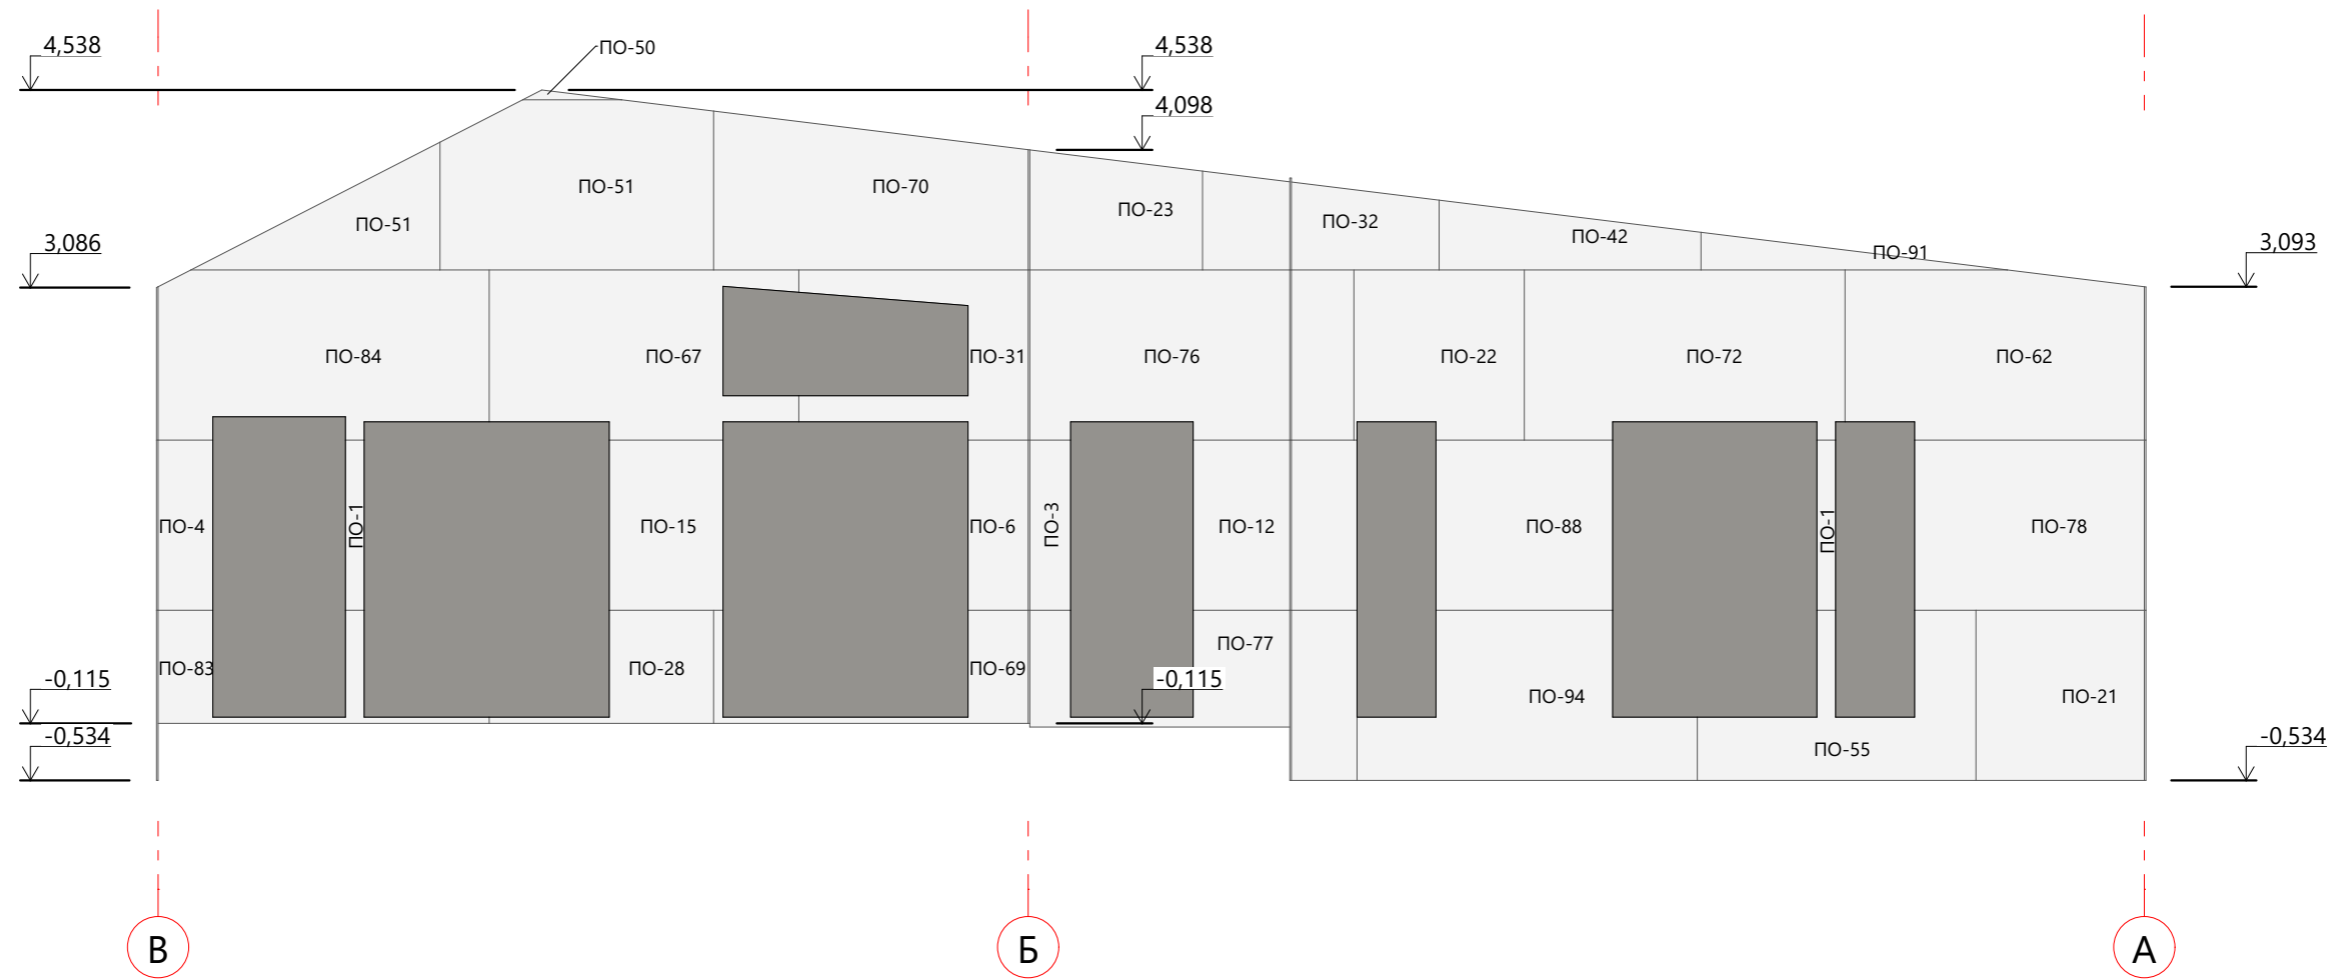 ПО-50
4,538
4,538
4,098
ПО-51
ПО-70
ПО-23
ПО-51
ПО-32
ПО-42
3,086
3,093
ПО-91
ПО-84
ПО-67
ПО-31
ПО-76
ПО-22
ПО-72
ПО-62
ПО-4
ПО-1
ПО-15
ПО-6
ПО-3
ПО-12
ПО-88
ПО-1
ПО-78
ПО-77
ПО-83
ПО-28
ПО-69
-0,115
-0,115
ПО-94
ПО-21
-0,534
ПО-55
-0,534
В
Б
А